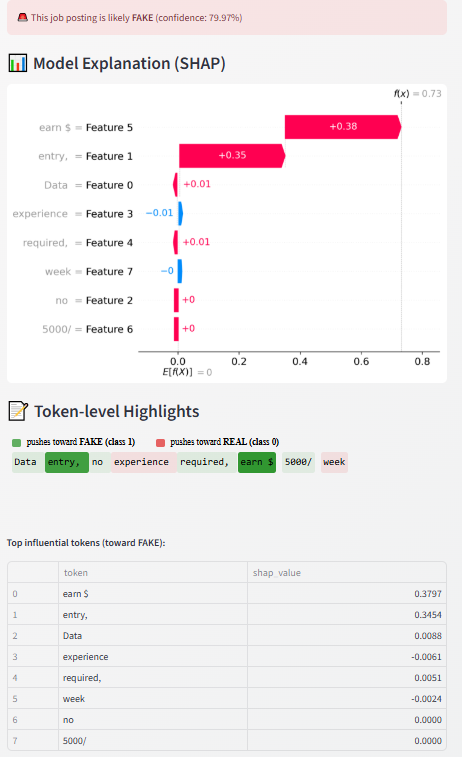 🚨 This job posting is likely FAKE (confidence: 79.97%)
📊 Model Explanation (SHAP)
f(x) = 0.73
earn $ = Feature 5 +0.38
entry, = Feature 1 +0.35
Data = Feature 0 +0.01
experience = Feature 3 −0.01
required, = Feature 4 +0.01
week = Feature 7 −0
no = Feature 2 +0
5000/ = Feature 6 +0
0.0 0.2 0.4 0.6 0.8
E[f(X)] = 0
📝 Token-level Highlights
pushes toward FAKE (class 1) pushes toward REAL (class 0)
Data entry, no experience required, earn $ 5000/ week
Top influential tokens (toward FAKE):
token shap_value
0 earn $ 0.3797
1 entry, 0.3454
2 Data 0.0088
3 experience -0.0061
4 required, 0.0051
5 week -0.0024
6 no 0.0000
7 5000/ 0.0000